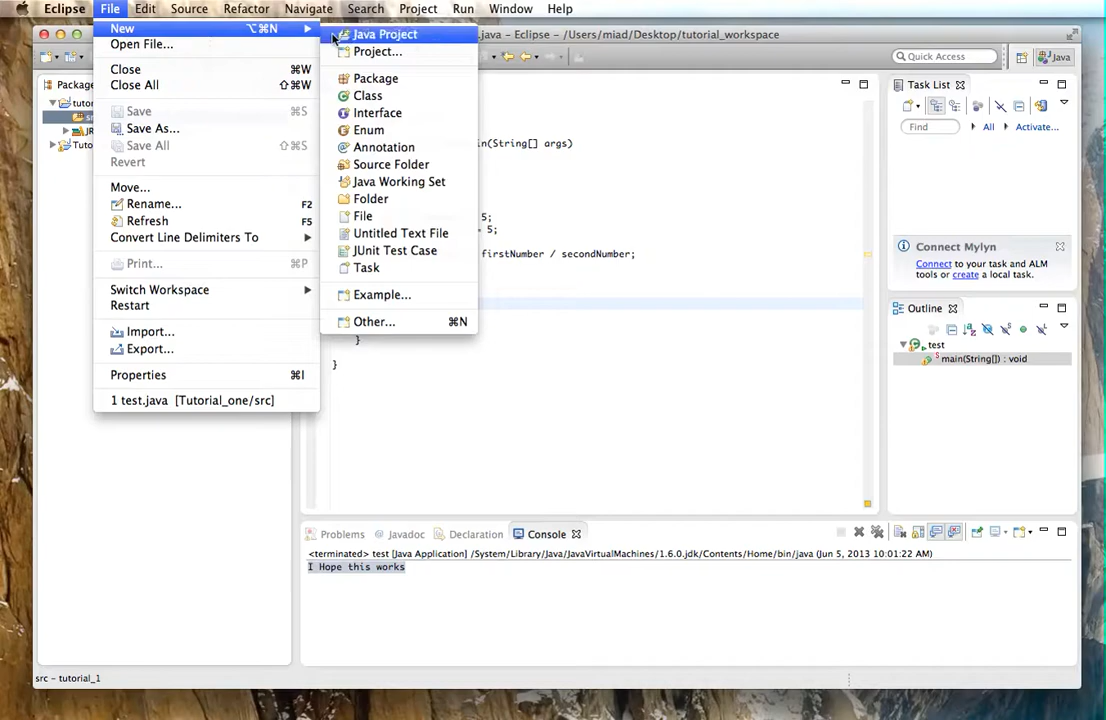 Eclipse File Edit Source Refactor Navigate Search Project Run Window Help
.java - Eclipse - /Users/miad/Desktop/tutorial_workspace
Quick Access Java
New ⌥⌘N
Open File...
Close ⌘W
Close All ⇧⌘W
Save ⌘S
Save As...
Save All ⇧⌘S
Revert
Move...
Rename... F2
Refresh F5
Convert Line Delimiters To
Print... ⌘P
Switch Workspace
Restart
Import...
Export...
Properties ⌘I
1 test.java [Tutorial_one/src]
Java Project
Project...
Package
Class
Interface
Enum
Annotation
Source Folder
Java Working Set
Folder
File
Untitled Text File
JUnit Test Case
Task
Example...
Other... ⌘N
Package
tutor
sr
JR
Tuto
in(String[] args)
5;
= 5;
firstNumber / secondNumber;
}
}
Task List
Find All Activate...
Connect Mylyn
Connect to your task and ALM
tools or create a local task.
Outline
test
main(String[]) : void
Problems Javadoc Declaration Console
<terminated> test [Java Application] /System/Library/Java/JavaVirtualMachines/1.6.0.jdk/Contents/Home/bin/java (Jun 5, 2013 10:01:22 AM)
I Hope this works
src - tutorial_1